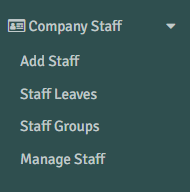 Company Staff
Add Staff
Staff Leaves
Staff Groups
Manage Staff